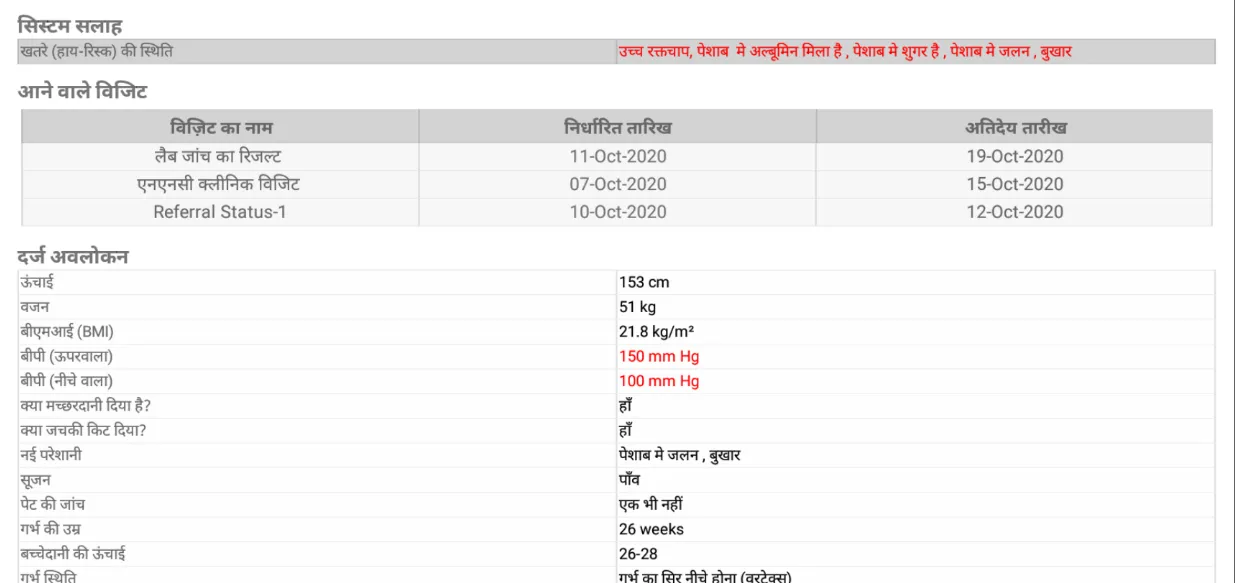 सिस्टम सलाह
खतरे (हाय-रिस्क) की स्थिति उच्च रक्तचाप, पेशाब मे अल्बूमिन मिला है , पेशाब मे शुगर है , पेशाब मे जलन , बुखार
आने वाले विजिट
विज़िट का नाम निर्धारित तारिख अतिदेय तारीख
लैब जांच का रिजल्ट 11-Oct-2020 19-Oct-2020
एनएनसी क्लीनिक विजिट 07-Oct-2020 15-Oct-2020
Referral Status-1 10-Oct-2020 12-Oct-2020
दर्ज अवलोकन
ऊंचाई 153 cm
वजन 51 kg
बीएमआई (BMI) 21.8 kg/m²
बीपी (ऊपरवाला) 150 mm Hg
बीपी (नीचे वाला) 100 mm Hg
क्या मच्छरदानी दिया है? हाँ
क्या जचकी किट दिया? हाँ
नई परेशानी पेशाब मे जलन , बुखार
सूजन पाँव
पेट की जांच एक भी नहीं
गर्भ की उम्र 26 weeks
बच्चेदानी की ऊंचाई 26-28
गर्भ स्थिति गर्भ का सिर नीचे होना (वरटेक्स)